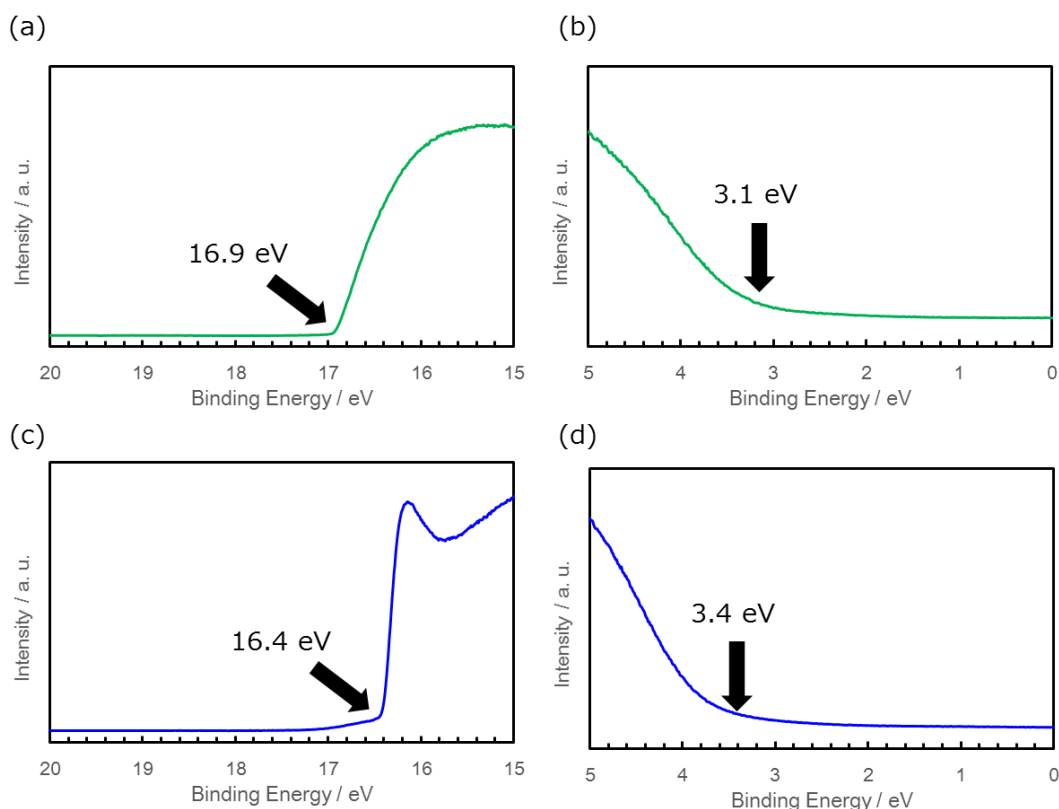 (a)
Intensity / a. u.
16.9 eV
20 19 18 17 16 15
Binding Energy / eV
(b)
Intensity / a. u.
3.1 eV
5 4 3 2 1 0
Binding Energy / eV
(c)
Intensity / a. u.
16.4 eV
20 19 18 17 16 15
Binding Energy / eV
(d)
Intensity / a. u.
3.4 eV
5 4 3 2 1 0
Binding Energy / eV